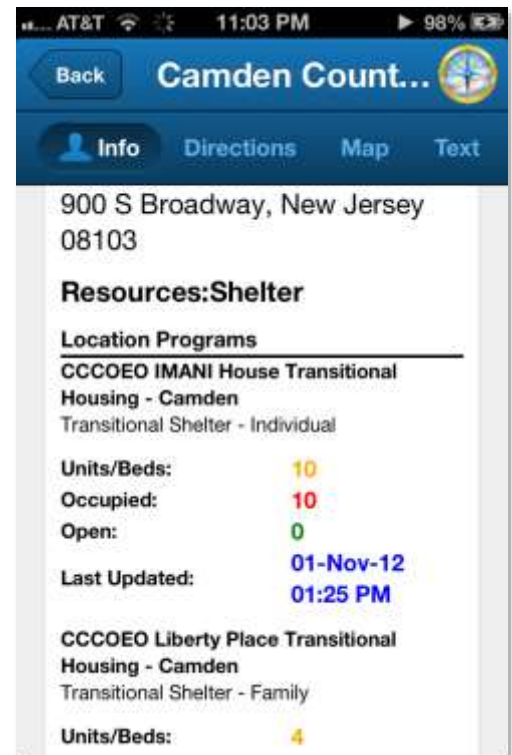 AT&T 11:03 PM 98%
Back Camden Count...
Info Directions Map Text
900 S Broadway, New Jersey
08103
Resources:Shelter
Location Programs
CCCOEO IMANI House Transitional
Housing - Camden
Transitional Shelter - Individual
Units/Beds: 10
Occupied: 10
Open: 0
Last Updated: 01-Nov-12
01:25 PM
CCCOEO Liberty Place Transitional
Housing - Camden
Transitional Shelter - Family
Units/Beds: 4